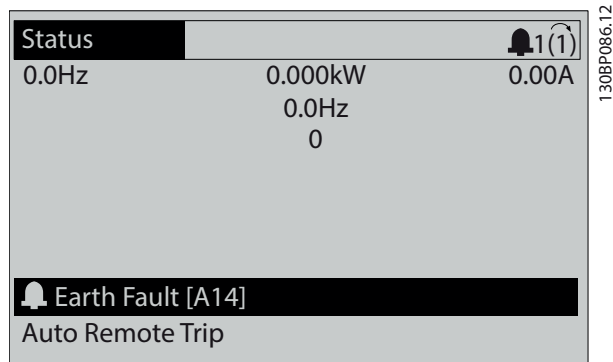 Status 1(1)
0.0Hz 0.000kW 0.00A
0.0Hz
0
Earth Fault [A14]
Auto Remote Trip
130BP086.12